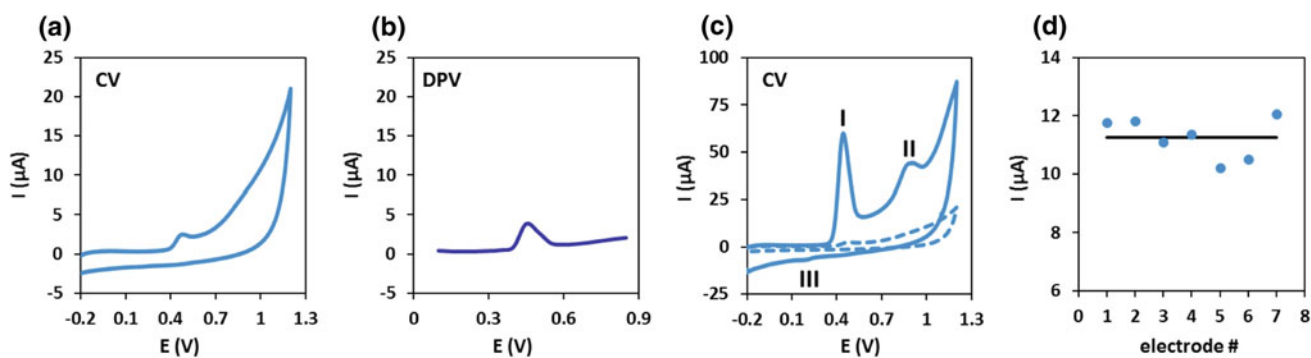 (a)
CV
I (µA)
25
20
15
10
5
0
-5
-0.2 0.1 0.4 0.7 1 1.3
E (V)
(b)
DPV
I (µA)
25
20
15
10
5
0
-5
0 0.3 0.6 0.9
E (V)
(c)
CV
I
II
III
I (µA)
100
75
50
25
0
-25
-0.2 0.1 0.4 0.7 1 1.3
E (V)
(d)
I (µA)
14
12
10
8
6
0 1 2 3 4 5 6 7 8
electrode #